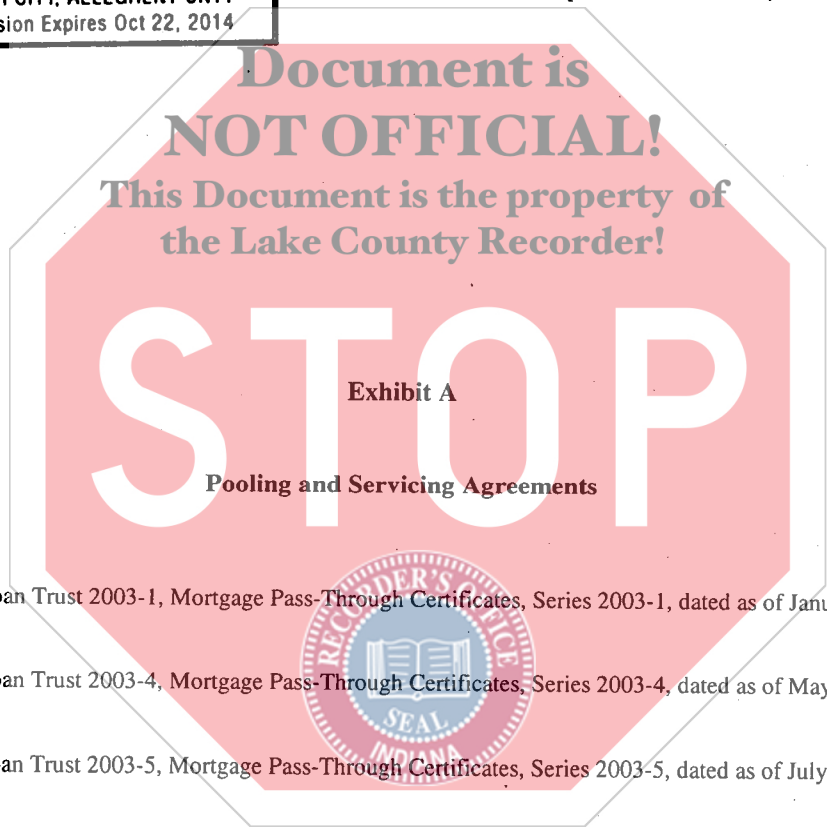 sion Expires Oct 22, 2014
Document is
NOT OFFICIAL!
This Document is the property of
the Lake County Recorder!
STOP
Exhibit A
Pooling and Servicing Agreements
an Trust 2003-1, Mortgage Pass-Through Certificates, Series 2003-1, dated as of Janu
an Trust 2003-4, Mortgage Pass-Through Certificates, Series 2003-4, dated as of May
an Trust 2003-5, Mortgage Pass-Through Certificates, Series 2003-5, dated as of July
RECORDER'S OFFICE
SEAL
INDIANA